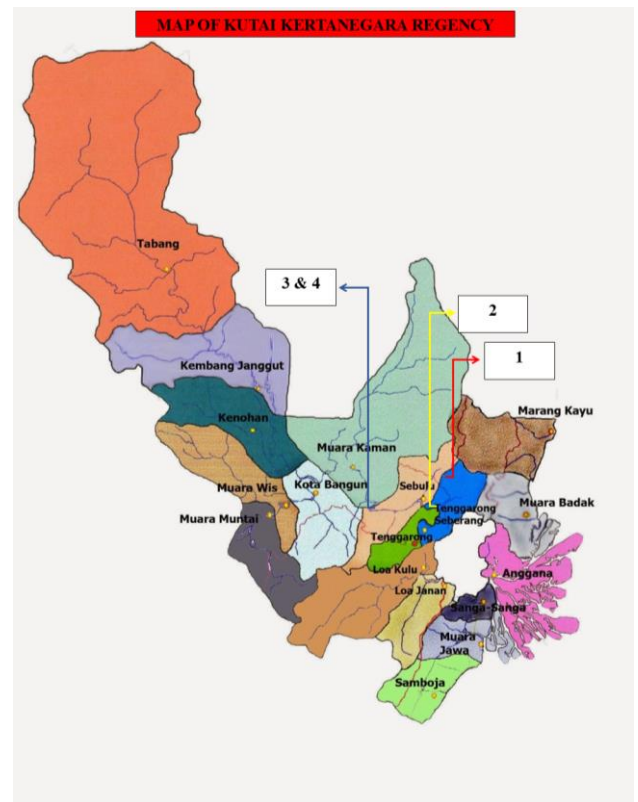 MAP OF KUTAI KERTANEGARA REGENCY
Tabang
3 & 4
2
1
Kembang Janggut
Kenohan
Marang Kayu
Muara Kaman
Muara Wis
Kota Bangun
Sebulu
Muara Badak
Muara Muntai
Tenggarong
Seberang
Tenggarong
Loa Kulu
Anggana
Loa Janan
Sanga-Sanga
Muara
Jawa
Samboja